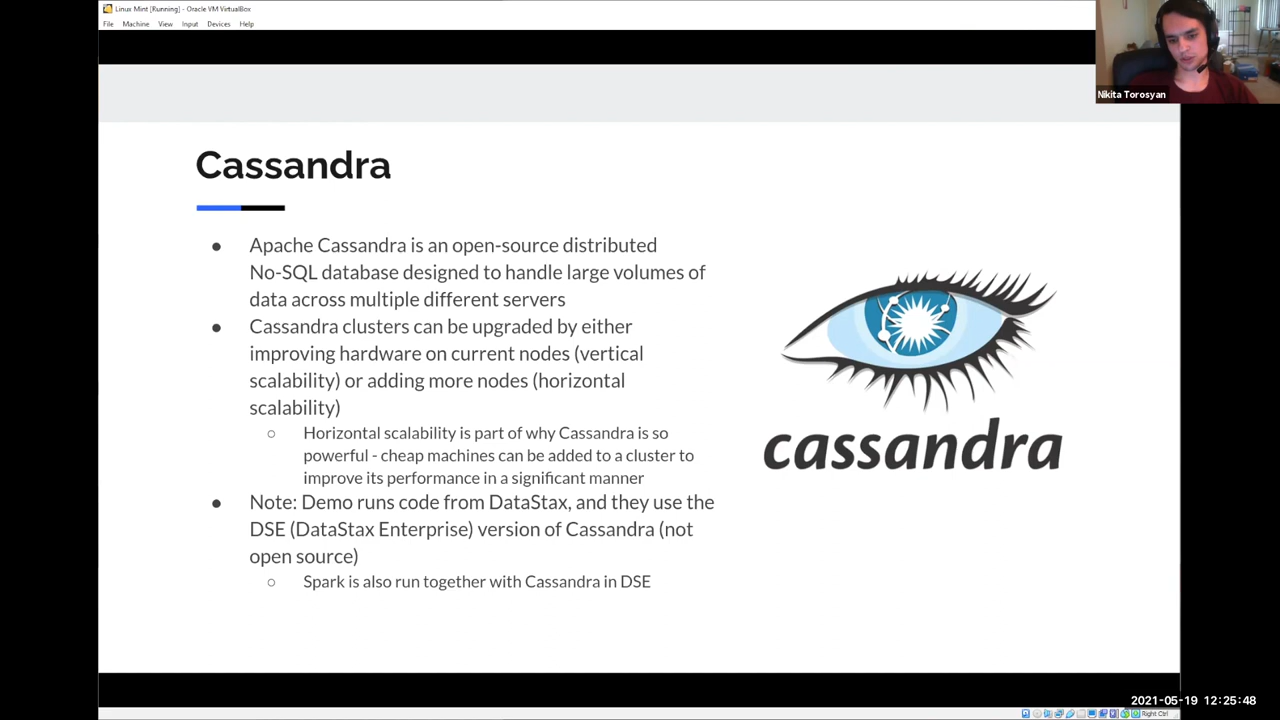 Linux Mint [Running] - Oracle VM VirtualBox
File Machine View Input Devices Help
Nikita Torosyan
Cassandra
● Apache Cassandra is an open-source distributed
No-SQL database designed to handle large volumes of
data across multiple different servers
● Cassandra clusters can be upgraded by either
improving hardware on current nodes (vertical
scalability) or adding more nodes (horizontal
scalability)
○ Horizontal scalability is part of why Cassandra is so
powerful - cheap machines can be added to a cluster to
improve its performance in a significant manner
● Note: Demo runs code from DataStax, and they use the
DSE (DataStax Enterprise) version of Cassandra (not
open source)
○ Spark is also run together with Cassandra in DSE
cassandra
2021-05-19 12:25:48
Right Ctrl